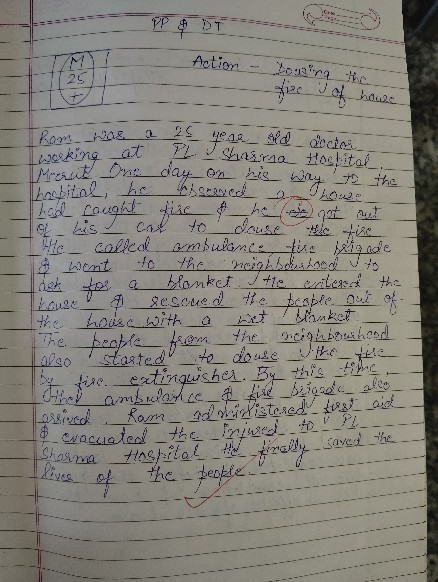 PP & DT
M
25
+
Action - Dousing the
fire of house
Ram was a 25 year old doctor
working at PL Sharma Hospital,
Meerut. One day on his way to the
hospital, he observed a house
had caught fire & he got out
of his car to douse the fire
He called ambulance fire brigade
& went to the neighbourhood to
ask for a blanket. He entered the
house & rescued the people out of
the house with a wet blanket.
The people from the neighbourhood
also started to douse the fire
by fire extinguisher. By this time,
the ambulance & fire brigade also
arrived. Ram administered first aid
& evacuated the injured to PL
Sharma Hospital. He finally saved the
lives of the people.